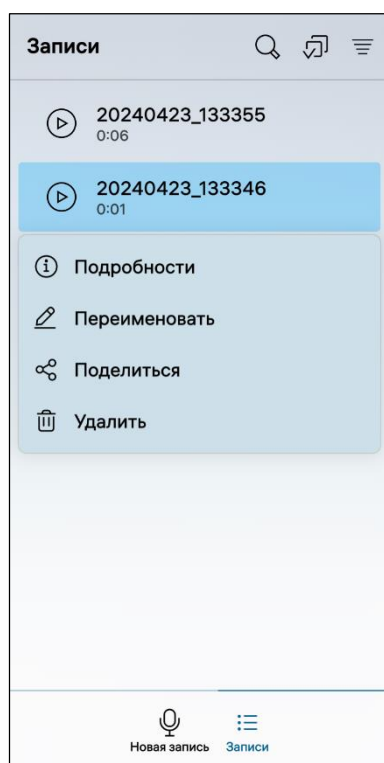 Записи
20240423_133355
0:06
20240423_133346
0:01
Подробности
Переименовать
Поделиться
Удалить
Новая запись
Записи